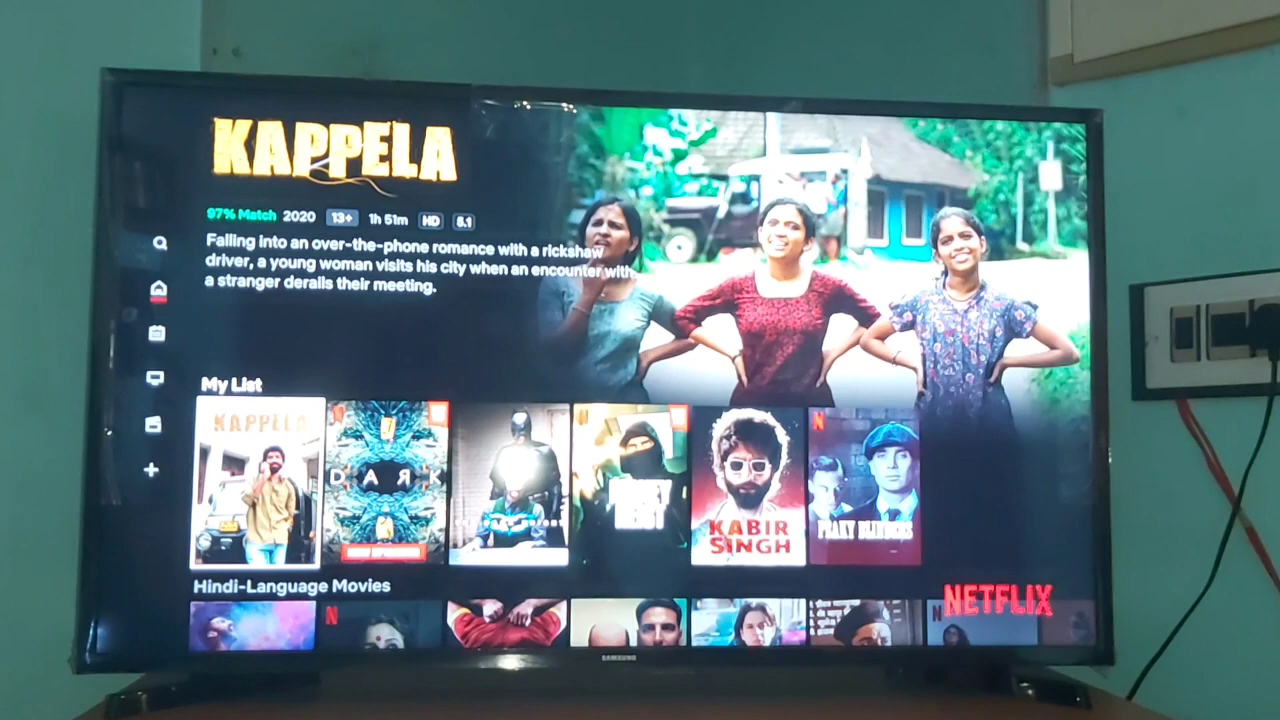 KAPPELA
97% Match 2020 13+ 1h 51m HD 5.1
Falling into an over-the-phone romance with a rickshaw
driver, a young woman visits his city when an encounter with
a stranger derails their meeting.
My List
KAPPELA
DARK
KABIR
SINGH
PEAKY BLINDERS
Hindi-Language Movies
NETFLIX
SAMSUNG